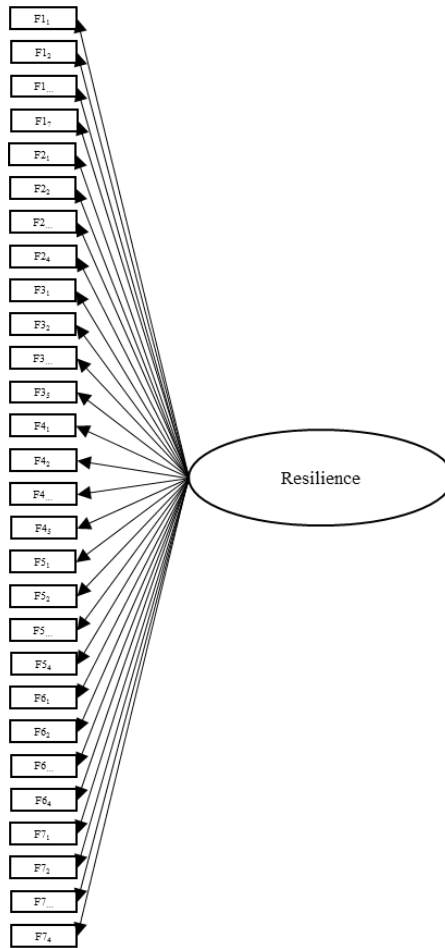 F1₁
F1₂
F1...
F1₇
F2₁
F2₂
F2...
F2₄
F3₁
F3₂
F3...
F3₅
F4₁
F4₂
Resilience
F4...
F4₅
F5₁
F5₂
F5...
F5₄
F6₁
F6₂
F6...
F6₄
F7₁
F7₂
F7...
F7₄